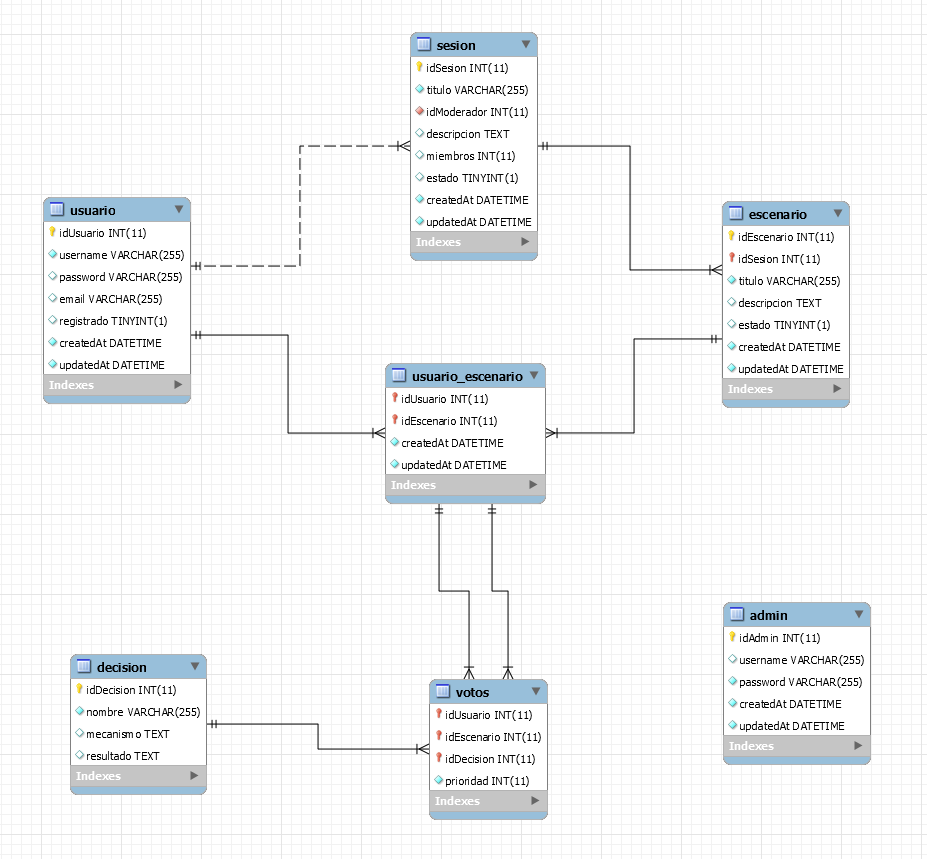 sesion
idSesion INT(11)
titulo VARCHAR(255)
idModerador INT(11)
descripcion TEXT
miembros INT(11)
estado TINYINT(1)
createdAt DATETIME
updatedAt DATETIME
Indexes
usuario
idUsuario INT(11)
username VARCHAR(255)
password VARCHAR(255)
email VARCHAR(255)
registrado TINYINT(1)
createdAt DATETIME
updatedAt DATETIME
Indexes
escenario
idEscenario INT(11)
idSesion INT(11)
titulo VARCHAR(255)
descripcion TEXT
estado TINYINT(1)
createdAt DATETIME
updatedAt DATETIME
Indexes
usuario_escenario
idUsuario INT(11)
idEscenario INT(11)
createdAt DATETIME
updatedAt DATETIME
Indexes
decision
idDecision INT(11)
nombre VARCHAR(255)
mecanismo TEXT
resultado TEXT
Indexes
votos
idUsuario INT(11)
idEscenario INT(11)
idDecision INT(11)
prioridad INT(11)
Indexes
admin
idAdmin INT(11)
username VARCHAR(255)
password VARCHAR(255)
createdAt DATETIME
updatedAt DATETIME
Indexes